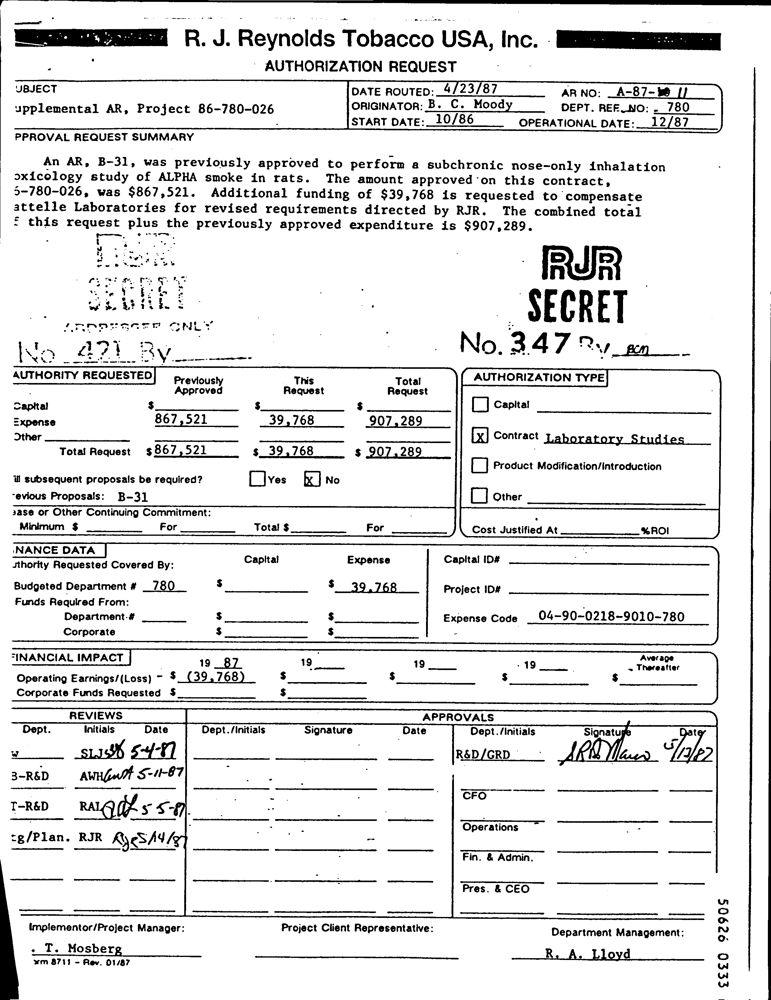 R. J. Reynolds Tobacco USA, Inc.
AUTHORIZATION REQUEST
UBJECT
upplemental AR, Project 86-780-026
DATE ROUTED: 4/23/87 AR NO: A-87- 11
ORIGINATOR: B. C. Moody DEPT. REF. NO: 780
START DATE: 10/86 OPERATIONAL DATE: 12/87
PPROVAL REQUEST SUMMARY
An AR, B-31, was previously approved to perform a subchronic nose-only inhalation
oxicology study of ALPHA smoke in rats. The amount approved on this contract,
6-780-026, was $867,521. Additional funding of $39,768 is requested to compensate
attelle Laboratories for revised requirements directed by RJR. The combined total
f this request plus the previously approved expenditure is $907,289.
RJR
SECRET
ADDRESSEE ONLY
No 421 By
RJR
SECRET
No. 347 By BCM
AUTHORITY REQUESTED Previously Approved This Request Total Request
Capital $ $ $
Expense 867,521 39,768 907,289
Other
Total Request $867,521 $ 39,768 $ 907,289
ill subsequent proposals be required? Yes X No
evious Proposals: B-31
ease or Other Continuing Commitment:
Minimum $ For Total $ For
AUTHORIZATION TYPE
Capital
X Contract Laboratory Studies
Product Modification/Introduction
Other
Cost Justified At %ROI
NANCE DATA
uthority Requested Covered By: Capital Expense Capital ID#
Budgeted Department # 780 $ $ 39,768 Project ID#
Funds Required From:
Department # $ $ Expense Code 04-90-0218-9010-780
Corporate $ $
FINANCIAL IMPACT 19 87 19 19 19 Average Thereafter
Operating Earnings/(Loss) - $ (39,768) $ $ $ $
Corporate Funds Requested $ $
REVIEWS APPROVALS
Dept. Initials Date Dept./Initials Signature Date Dept./Initials Signature Date
w SLJ 5-4-87 R&D/GRD 5/13/87
B-R&D AWH 5-11-87
CFO
T-R&D RAL 5 5-87
Operations
tg/Plan. RJR 5/14/87
Fin. & Admin.
Pres. & CEO
Implementor/Project Manager: Project Client Representative: Department Management:
. T. Mosberg R. A. Lloyd
orm 8711 - Rev. 01/87
50626 0333